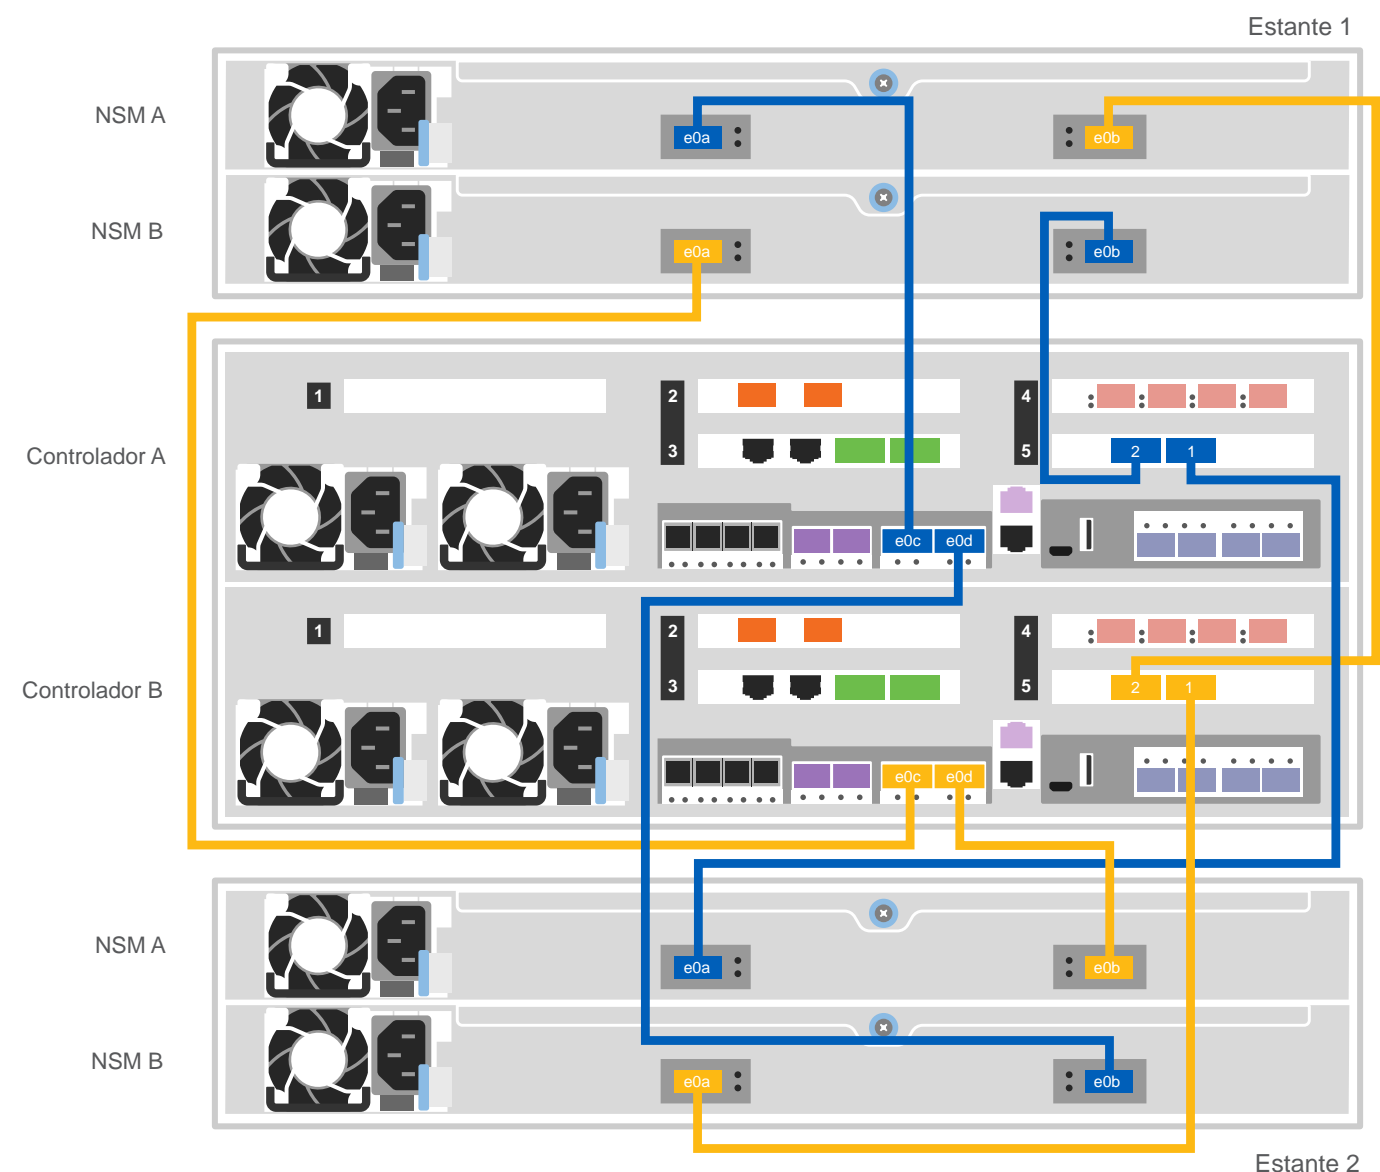 Estante 1
NSM A
e0a
e0b
NSM B
e0a
e0b
1
2
4
Controlador A
3
5
2
1
e0c
e0d
1
2
4
Controlador B
3
5
2
1
e0c
e0d
NSM A
e0a
e0b
NSM B
e0a
e0b
Estante 2